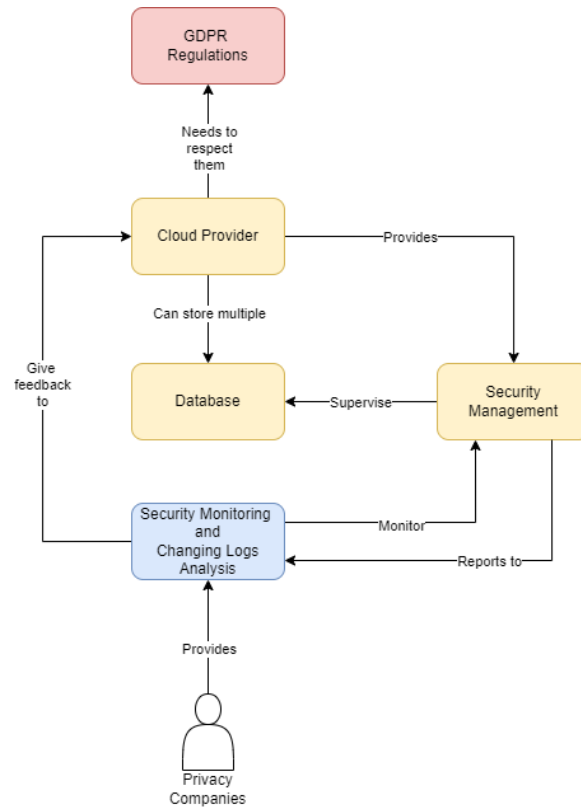 GDPR
Regulations
Needs to
respect
them
Cloud Provider
Provides
Can store multiple
Give
feedback
to
Database
Supervise
Security
Management
Security Monitoring
and
Changing Logs
Analysis
Monitor
Reports to
Provides
Privacy
Companies